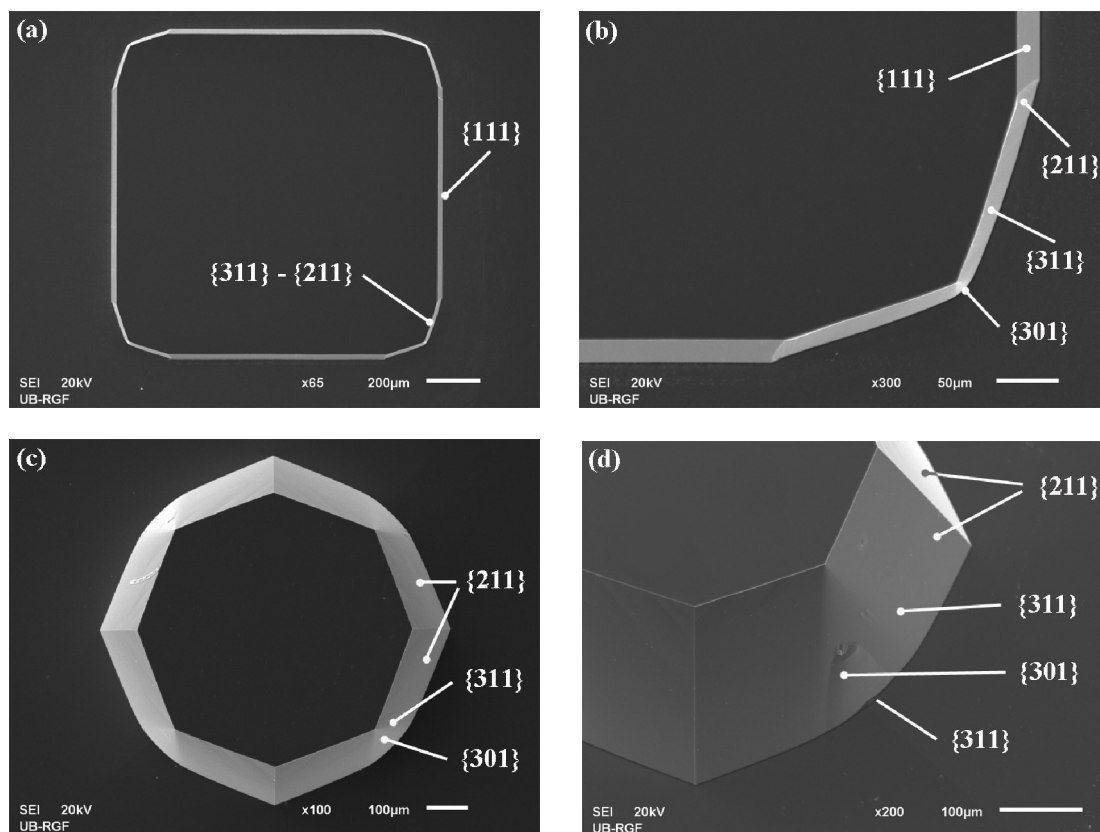 (a)
{111}
{311} - {211}
SEI 20kV x65 200µm
UB-RGF
(b)
{111}
{211}
{311}
{301}
SEI 20kV x300 50µm
UB-RGF
(c)
{211}
{311}
{301}
SEI 20kV x100 100µm
UB-RGF
(d)
{211}
{311}
{301}
{311}
SEI 20kV x200 100µm
UB-RGF